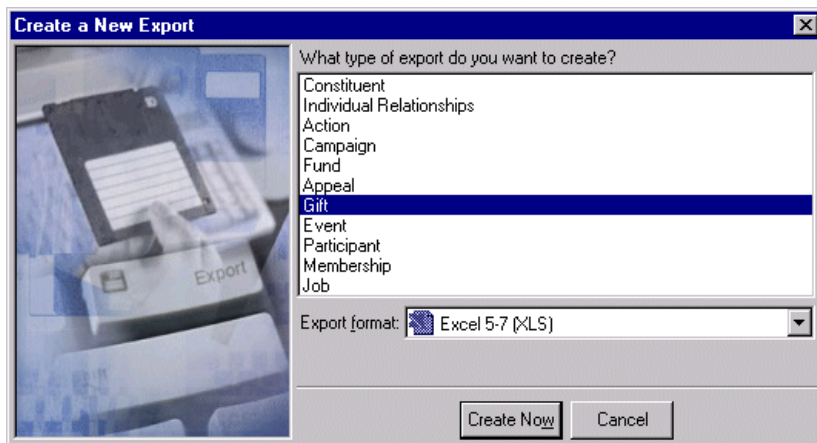 Create a New Export
What type of export do you want to create?
Constituent
Individual Relationships
Action
Campaign
Fund
Appeal
Gift
Event
Participant
Membership
Job
Export
Export format: Excel 5-7 (XLS)
Create Now Cancel